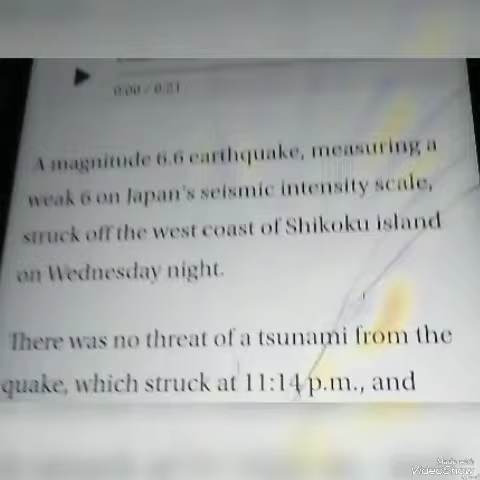 0:00 / 0:21
A magnitude 6.6 earthquake, measuring a
weak 6 on Japan's seismic intensity scale,
struck off the west coast of Shikoku island
on Wednesday night.
There was no threat of a tsunami from the
quake, which struck at 11:14 p.m., and
Made with
VideoShow